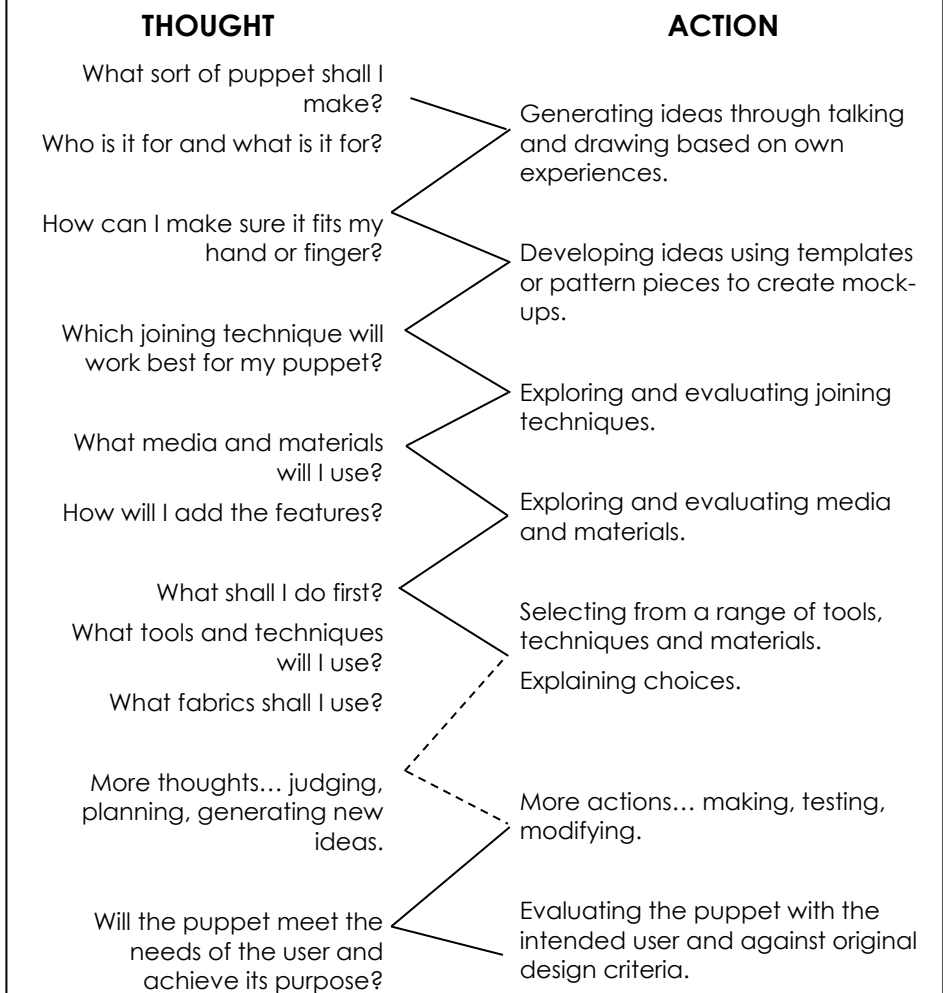 THOUGHT
ACTION
What sort of puppet shall I
make?
Who is it for and what is it for?
Generating ideas through talking
and drawing based on own
experiences.
How can I make sure it fits my
hand or finger?
Developing ideas using templates
or pattern pieces to create mock-
ups.
Which joining technique will
work best for my puppet?
Exploring and evaluating joining
techniques.
What media and materials
will I use?
How will I add the features?
Exploring and evaluating media
and materials.
What shall I do first?
What tools and techniques
will I use?
What fabrics shall I use?
Selecting from a range of tools,
techniques and materials.
Explaining choices.
More thoughts… judging,
planning, generating new
ideas.
More actions… making, testing,
modifying.
Will the puppet meet the
needs of the user and
achieve its purpose?
Evaluating the puppet with the
intended user and against original
design criteria.